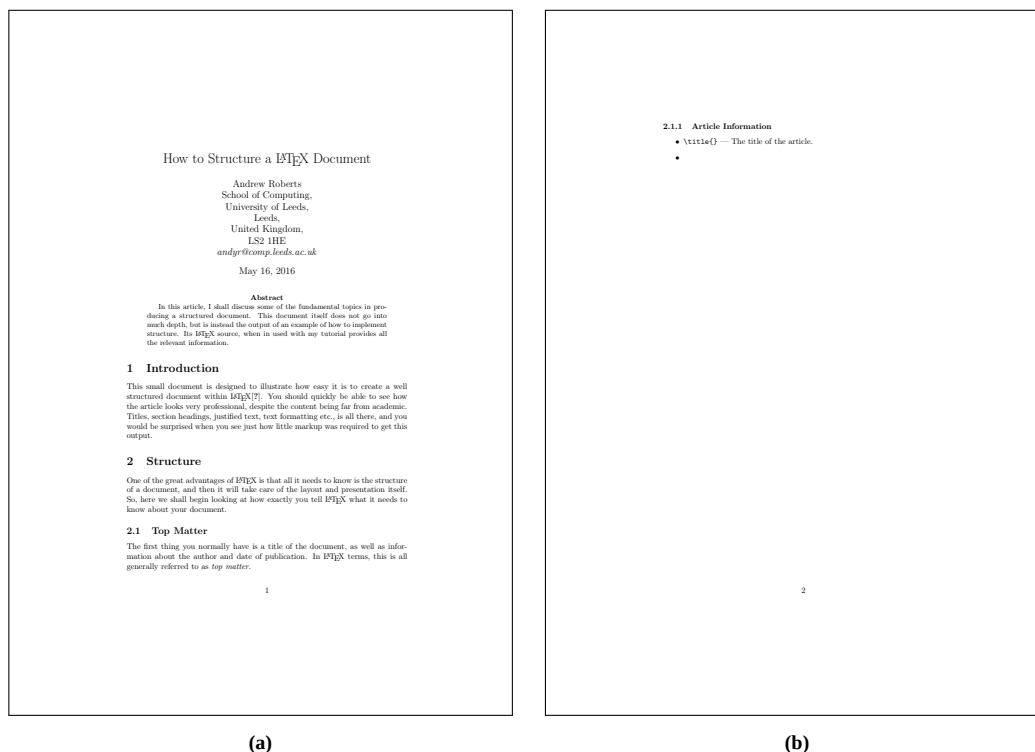 How to Structure a LATEX Document
Andrew Roberts
School of Computing,
University of Leeds,
Leeds,
United Kingdom,
LS2 1HE
andyr@comp.leeds.ac.uk
May 16, 2016
Abstract
In this article, I shall discuss some of the fundamental topics in pro-
ducing a structured document. This document itself does not go into
much depth, but is instead the output of an example of how to implement
structure. Its LATEX source, when in used with my tutorial provides all
the relevant information.
1 Introduction
This small document is designed to illustrate how easy it is to create a well
structured document within LATEX[?]. You should quickly be able to see how
the article looks very professional, despite the content being far from academic.
Titles, section headings, justified text, text formatting etc., is all there, and you
would be surprised when you see just how little markup was required to get this
output.
2 Structure
One of the great advantages of LATEX is that all it needs to know is the structure
of a document, and then it will take care of the layout and presentation itself.
So, here we shall begin looking at how exactly you tell LATEX what it needs to
know about your document.
2.1 Top Matter
The first thing you normally have is a title of the document, as well as infor-
mation about the author and date of publication. In LATEX terms, this is all
generally referred to as top matter.
1
(a)
2.1.1 Article Information
• \title{} — The title of the article.
•
2
(b)